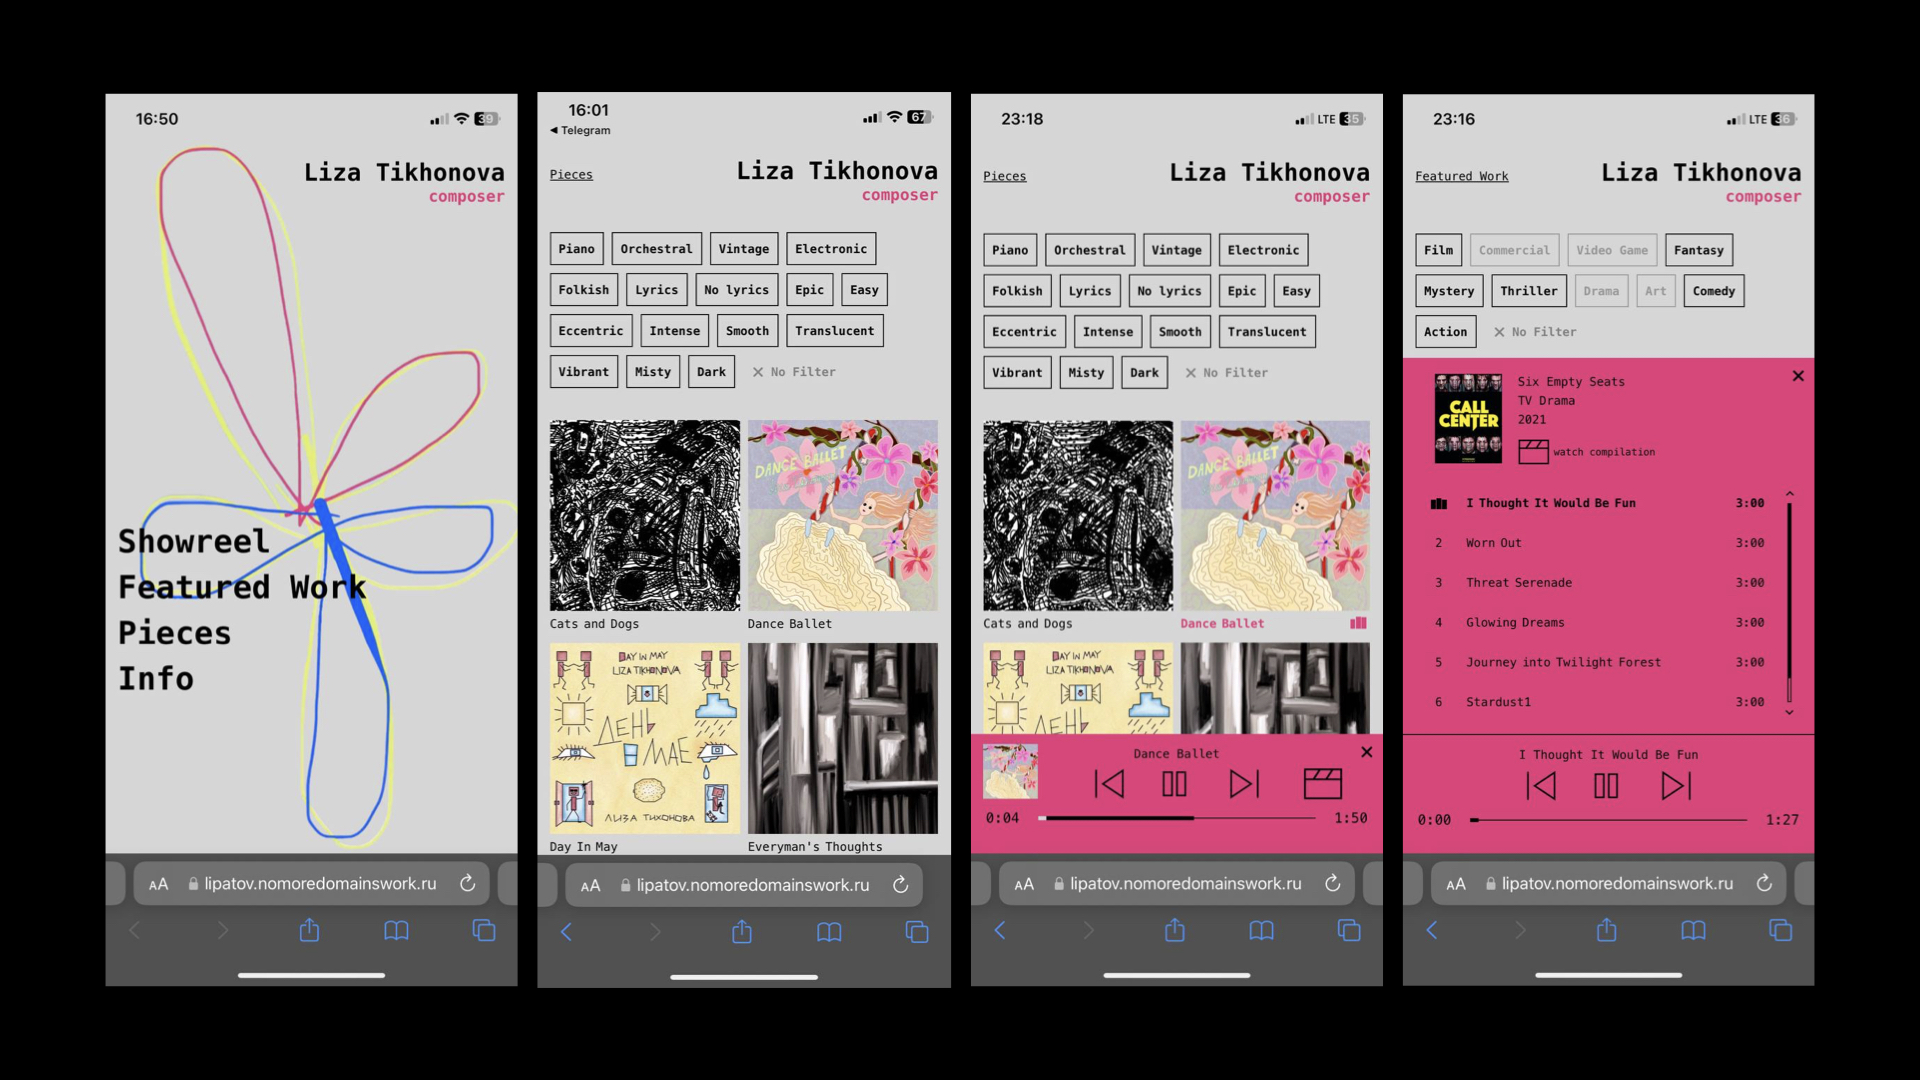 16:50
39
Liza Tikhonova
composer
Showreel
Featured Work
Pieces
Info
AA lipatov.nomoredomainswork.ru
16:01
67
Telegram
Pieces
Liza Tikhonova
composer
Piano Orchestral Vintage Electronic
Folkish Lyrics No lyrics Epic Easy
Eccentric Intense Smooth Translucent
Vibrant Misty Dark No Filter
DANCE BALLET
Cats and Dogs Dance Ballet
DAY IN MAY
LIZA TIKHONOVA
ДЕНЬ
В МАЕ
ЛИЗА ТИХОНОВА
Day In May Everyman's Thoughts
AA lipatov.nomoredomainswork.ru
23:18
LTE 35
Pieces
Liza Tikhonova
composer
Piano Orchestral Vintage Electronic
Folkish Lyrics No lyrics Epic Easy
Eccentric Intense Smooth Translucent
Vibrant Misty Dark No Filter
DANCE BALLET
Cats and Dogs Dance Ballet
DAY IN MAY
LIZA TIKHONOVA
ДЕНЬ
Dance Ballet
0:04 1:50
AA lipatov.nomoredomainswork.ru
23:16
LTE 36
Featured Work
Liza Tikhonova
composer
Film Commercial Video Game Fantasy
Mystery Thriller Drama Art Comedy
Action No Filter
CALL
CENTER
Six Empty Seats
TV Drama
2021
watch compilation
I Thought It Would Be Fun 3:00
2 Worn Out 3:00
3 Threat Serenade 3:00
4 Glowing Dreams 3:00
5 Journey into Twilight Forest 3:00
6 Stardust1 3:00
I Thought It Would Be Fun
0:00 1:27
AA lipatov.nomoredomainswork.ru